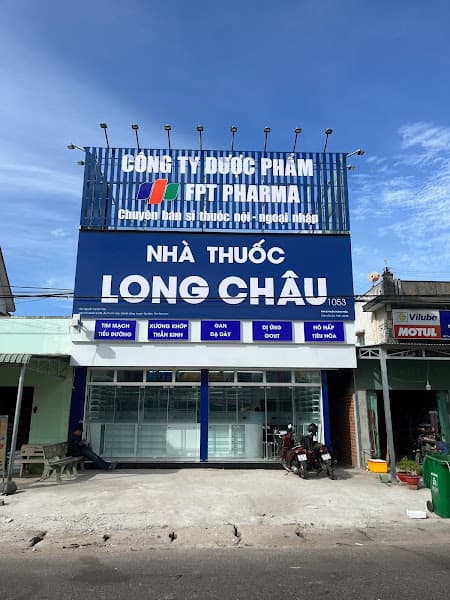 CÔNG TY DƯỢC PHẨM
FPT PHARMA
Chuyên bán sỉ thuốc nội - ngoại nhập
NHÀ THUỐC
LONG CHÂU 1053
TIM MẠCH
TIỂU ĐƯỜNG
XƯƠNG KHỚP
THẦN KINH
GAN
DẠ DÀY
DỊ ỨNG
GOUT
HÔ HẤP
TIÊU HÓA
Vilube
MOTUL